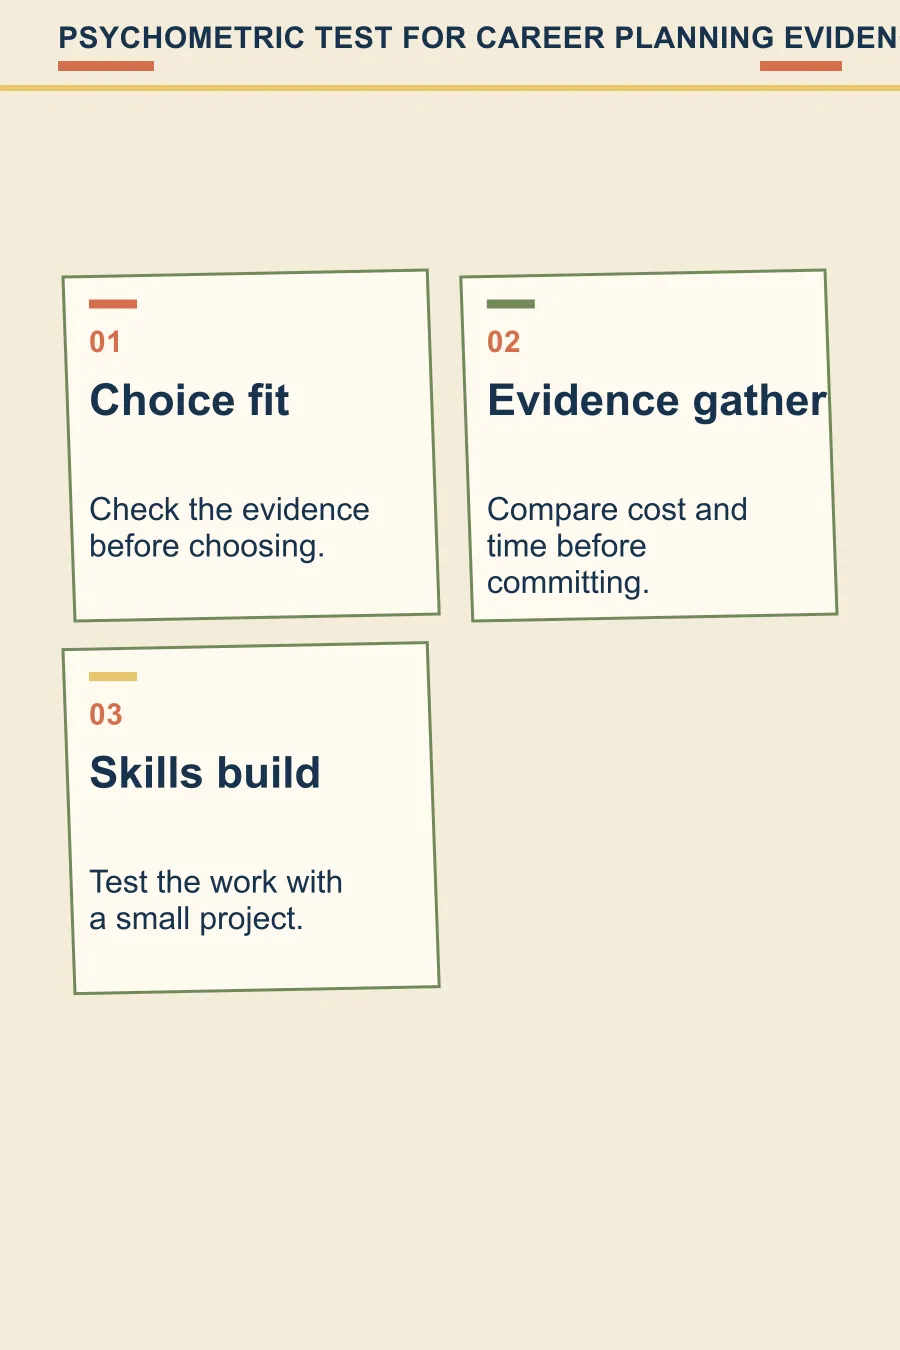 PSYCHOMETRIC TEST FOR CAREER PLANNING EVIDEN
01
Choice fit
Check the evidence
before choosing.
02
Evidence gather
Compare cost and
time before
committing.
03
Skills build
Test the work with
a small project.